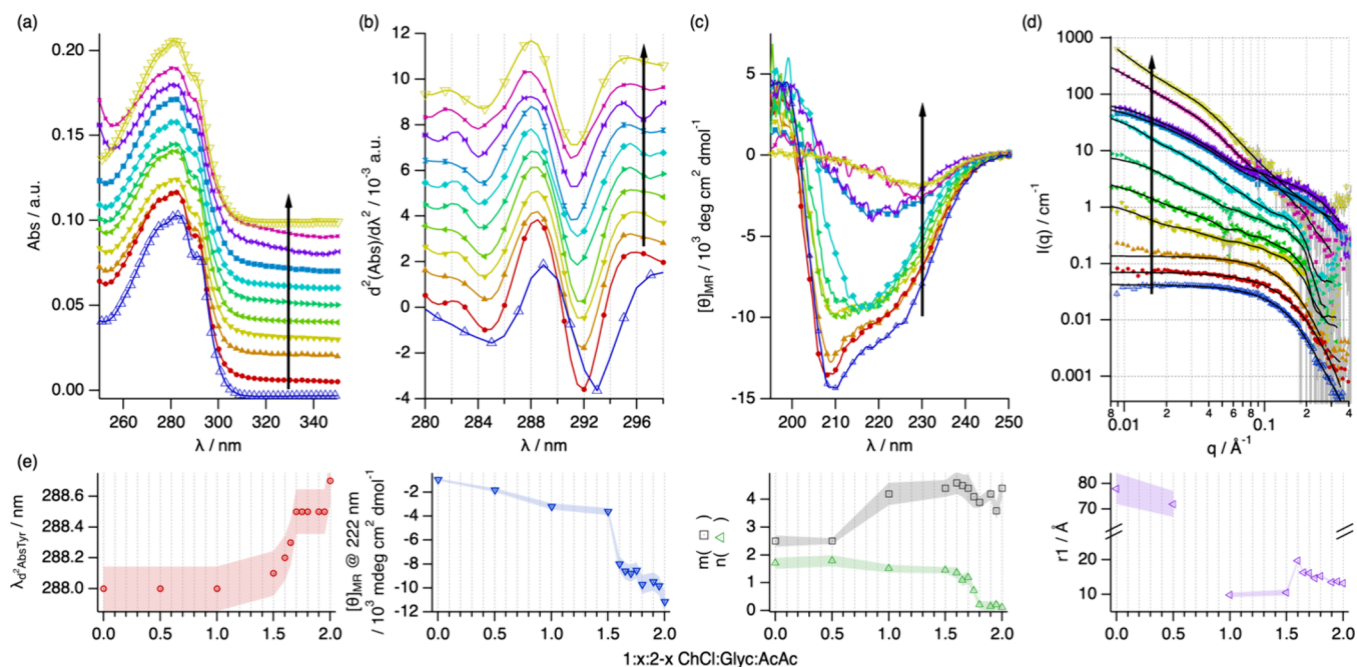 (a)
(b)
(c)
(d)
Abs / a.u.
0.20
0.15
0.10
0.05
0.00
260 280 300 320 340
λ / nm
d²(Abs)/dλ² / 10⁻³ a.u.
12
10
8
6
4
2
0
-2
-4
280 284 288 292 296
λ / nm
[θ]MR / 10³ deg cm² dmol⁻¹
5
0
-5
-10
-15
200 210 220 230 240 250
λ / nm
I(q) / cm⁻¹
1000
100
10
1
0.1
0.01
0.001
8 0.01 2 4 6 8 0.1 2 4
q / Å⁻¹
(e)
λd²AbsTyr / nm
288.6
288.4
288.2
288.0
0.0 0.5 1.0 1.5 2.0
[θ]MR @ 222 nm
/ 10³ mdeg cm² dmol⁻¹
-2
-4
-6
-8
-10
-12
0.0 0.5 1.0 1.5 2.0
m( )
n( )
4
3
2
1
0
0.0 0.5 1.0 1.5 2.0
r1 / Å
80
70
20
10
0
0.0 0.5 1.0 1.5 2.0
1:x:2-x ChCl:Glyc:AcAc